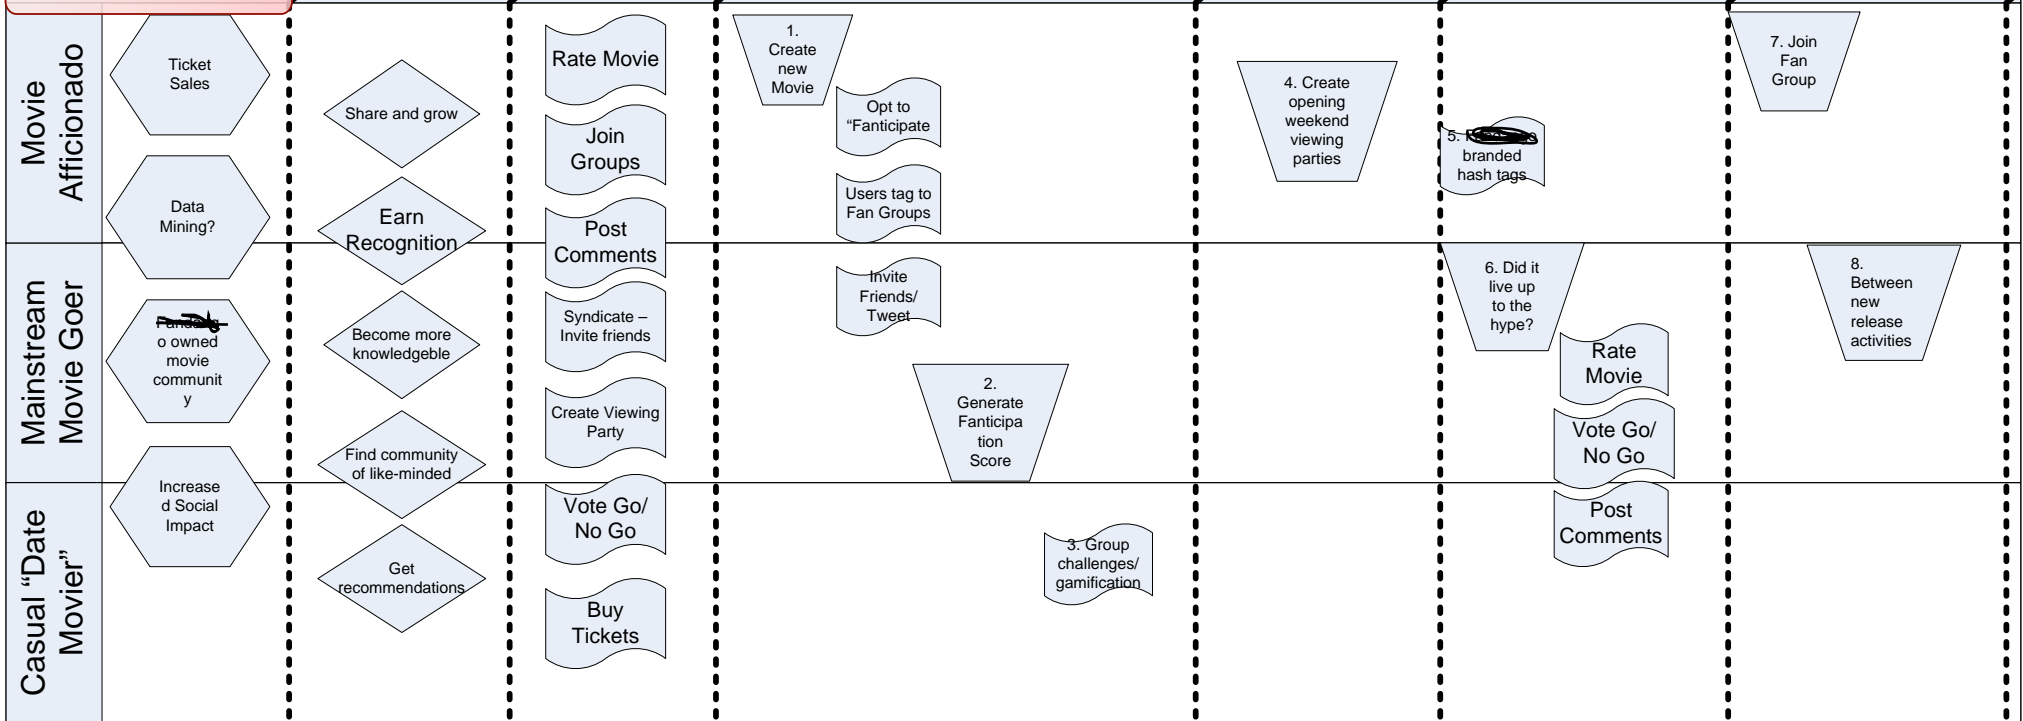 Movie
Afficionado
Mainstream
Movie Goer
Casual “Date
Movier”
Ticket
Sales
Data
Mining?
o owned
movie
communit
y
Increase
d Social
Impact
Share and grow
Earn
Recognition
Become more
knowledgeble
Find community
of like-minded
Get
recommendations
Rate Movie
Join
Groups
Post
Comments
Syndicate –
Invite friends
Create Viewing
Party
Vote Go/
No Go
Buy
Tickets
1.
Create
new
Movie
Opt to
“Fanticipate
Users tag to
Fan Groups
Invite
Friends/
Tweet
2.
Generate
Fanticipa
tion
Score
3. Group
challenges/
gamification
4. Create
opening
weekend
viewing
parties
5.
branded
hash tags
6. Did it
live up
to the
hype?
Rate
Movie
Vote Go/
No Go
Post
Comments
7. Join
Fan
Group
8.
Between
new
release
activities